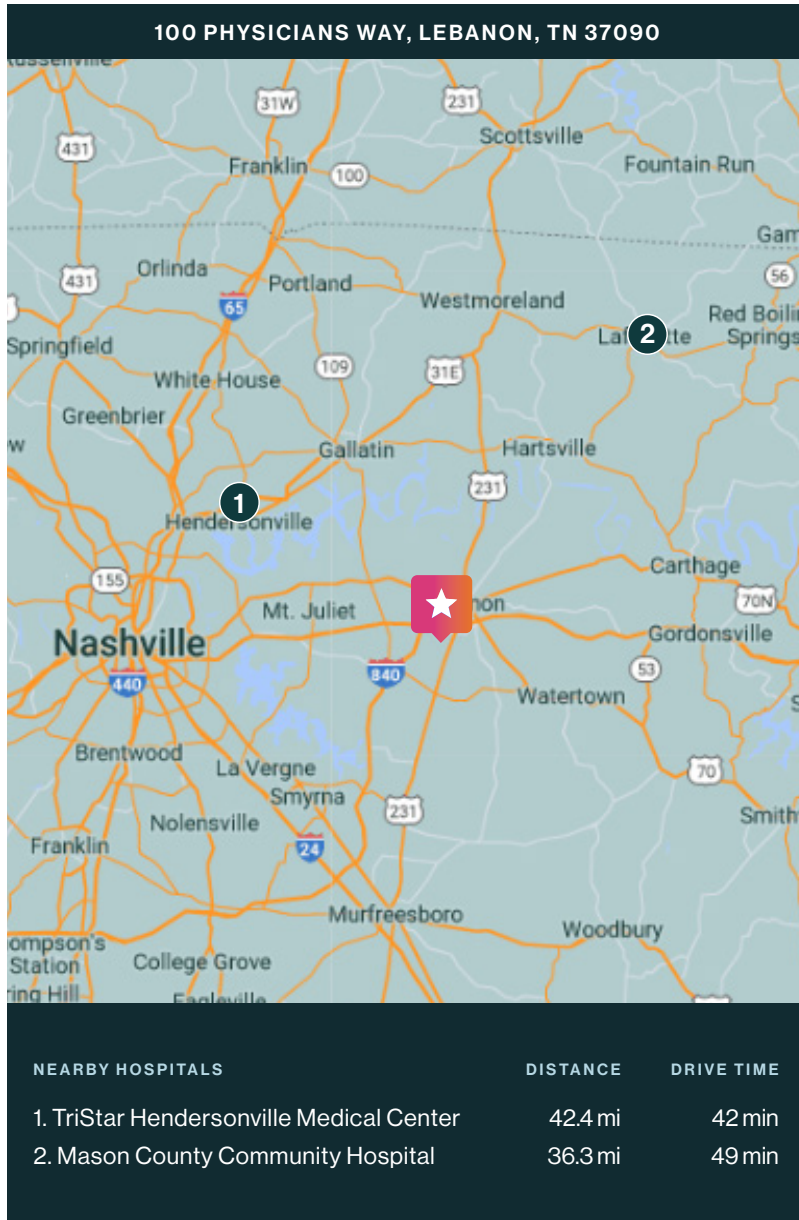 100 PHYSICIANS WAY, LEBANON, TN 37090
31W
231
431
Scottsville
Franklin
100
Fountain Run
Orlinda
431
Portland
56
65
Westmoreland
Springfield
2
Red
Springs
White House
109
31E
Greenbrier
Gallatin
Hartsville
1
231
Hendersonville
155
Carthage
Mt. Juliet
70N
Nashville
Gordonsville
440
840
53
Watertown
Brentwood
La Vergne
70
Smyrna
231
Nolensville
Franklin
24
Murfreesboro
Woodbury
Station
College Grove
Hill
NEARBY HOSPITALS DISTANCE DRIVE TIME
1. TriStar Hendersonville Medical Center 42.4 mi 42 min
2. Mason County Community Hospital 36.3 mi 49 min